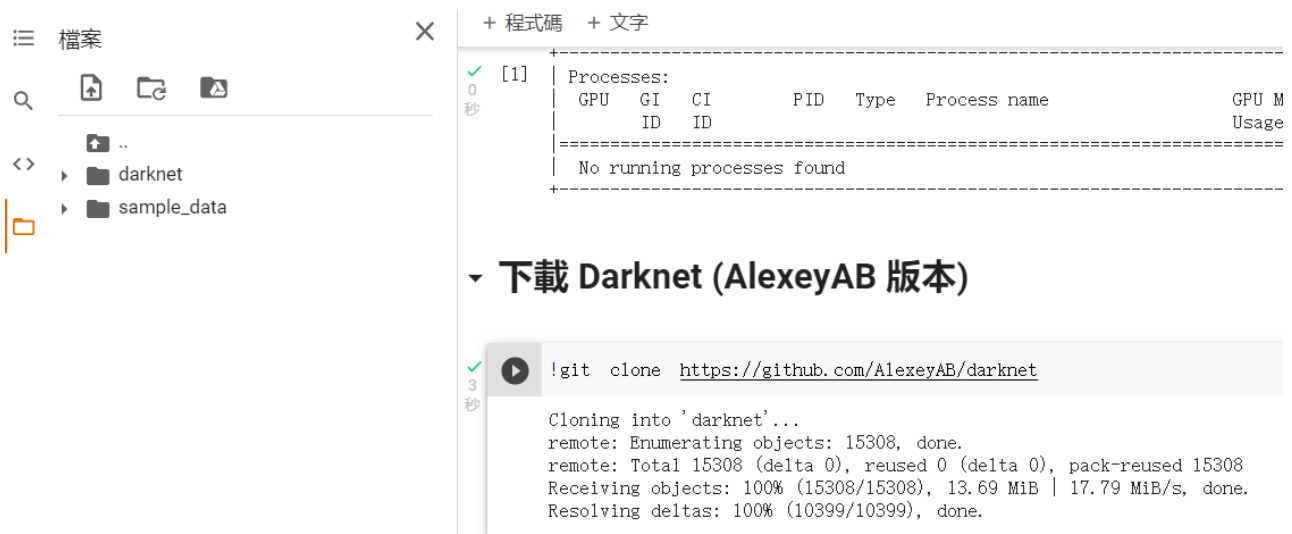 檔案
..
darknet
sample_data
+ 程式碼 + 文字
[1]
0
秒
Processes:
GPU GI CI PID Type Process name GPU M
ID ID Usage
No running processes found
下載 Darknet (AlexeyAB 版本)
3
秒
!git clone https://github.com/AlexeyAB/darknet
Cloning into 'darknet'...
remote: Enumerating objects: 15308, done.
remote: Total 15308 (delta 0), reused 0 (delta 0), pack-reused 15308
Receiving objects: 100% (15308/15308), 13.69 MiB | 17.79 MiB/s, done.
Resolving deltas: 100% (10399/10399), done.